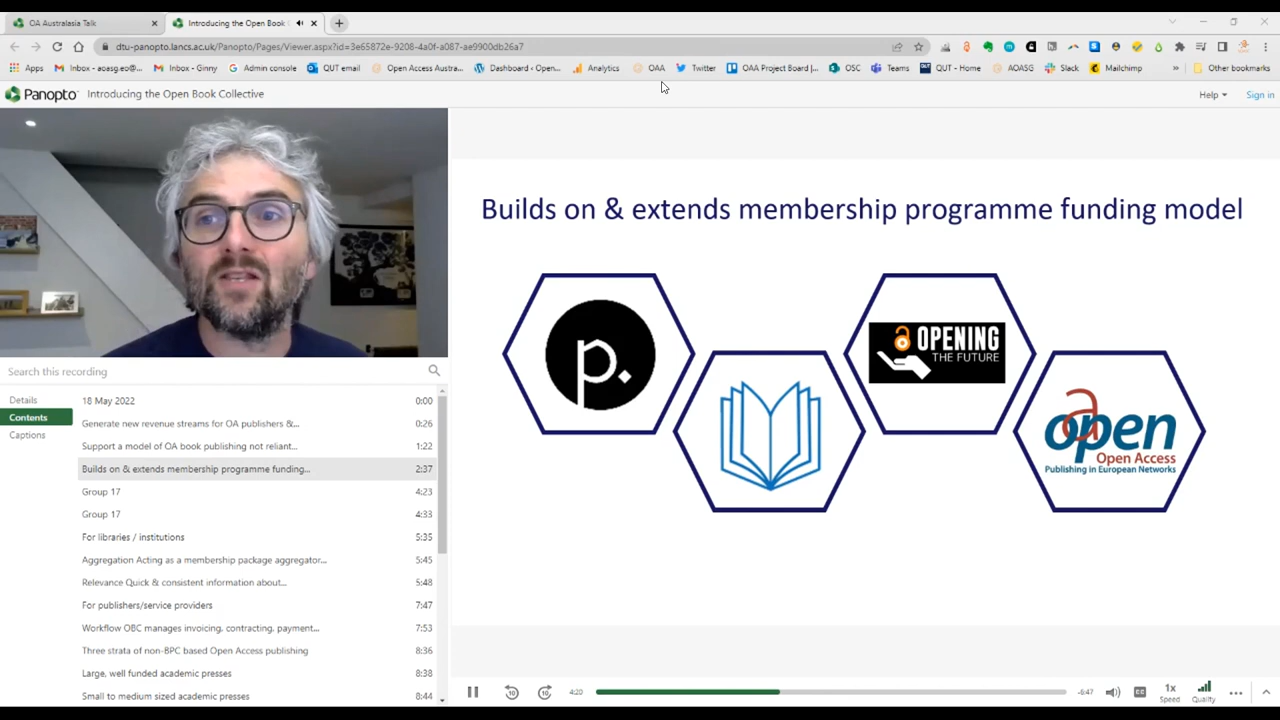 OA Australasia Talk
Introducing the Open Book
dtu-panopto.lancs.ac.uk/Panopto/Pages/Viewer.aspx?id=3e65872e-9208-4a0f-a087-ae9900db26a7
Apps Inbox - aoasg.eo@... Inbox - Ginny Admin console QUT email Open Access Austra... Dashboard ‹ Open... Analytics OAA Twitter OAA Project Board |... OSC Teams QUT - Home AOASG Slack Mailchimp » Other bookmarks
Panopto Introducing the Open Book Collective Help Sign in
Builds on & extends membership programme funding model
p.
OPENING
THE FUTURE
open
Open Access
Publishing in European Networks
Search this recording
Details
Contents
Captions
18 May 2022 0:00
Generate new revenue streams for OA publishers &... 0:26
Support a model of OA book publishing not reliant... 1:22
Builds on & extends membership programme funding... 2:37
Group 17 4:23
Group 17 4:33
For libraries / institutions 5:35
Aggregation Acting as a membership package aggregator... 5:45
Relevance Quick & consistent information about... 5:48
For publishers/service providers 7:47
Workflow OBC manages invoicing, contracting, payment... 7:53
Three strata of non-BPC based Open Access publishing 8:36
Large, well funded academic presses 8:38
Small to medium sized academic presses 8:44
10 10 4:20 -6:47 CC 1x
Speed Quality